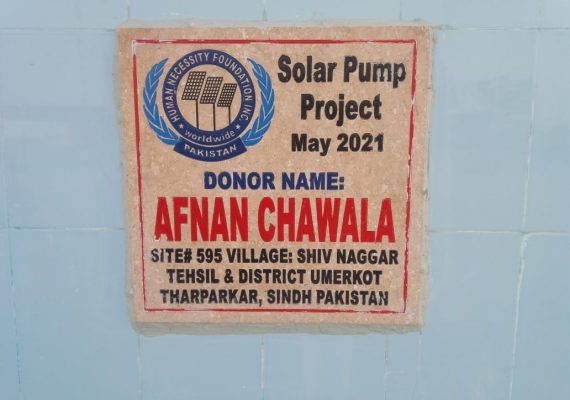 HUMAN NECESSITY FOUNDATION INC.
worldwide
PAKISTAN
Solar Pump
Project
May 2021
DONOR NAME:
AFNAN CHAWALA
SITE# 595 VILLAGE: SHIV NAGGAR
TEHSIL & DISTRICT UMERKOT
THARPARKAR, SINDH PAKISTAN